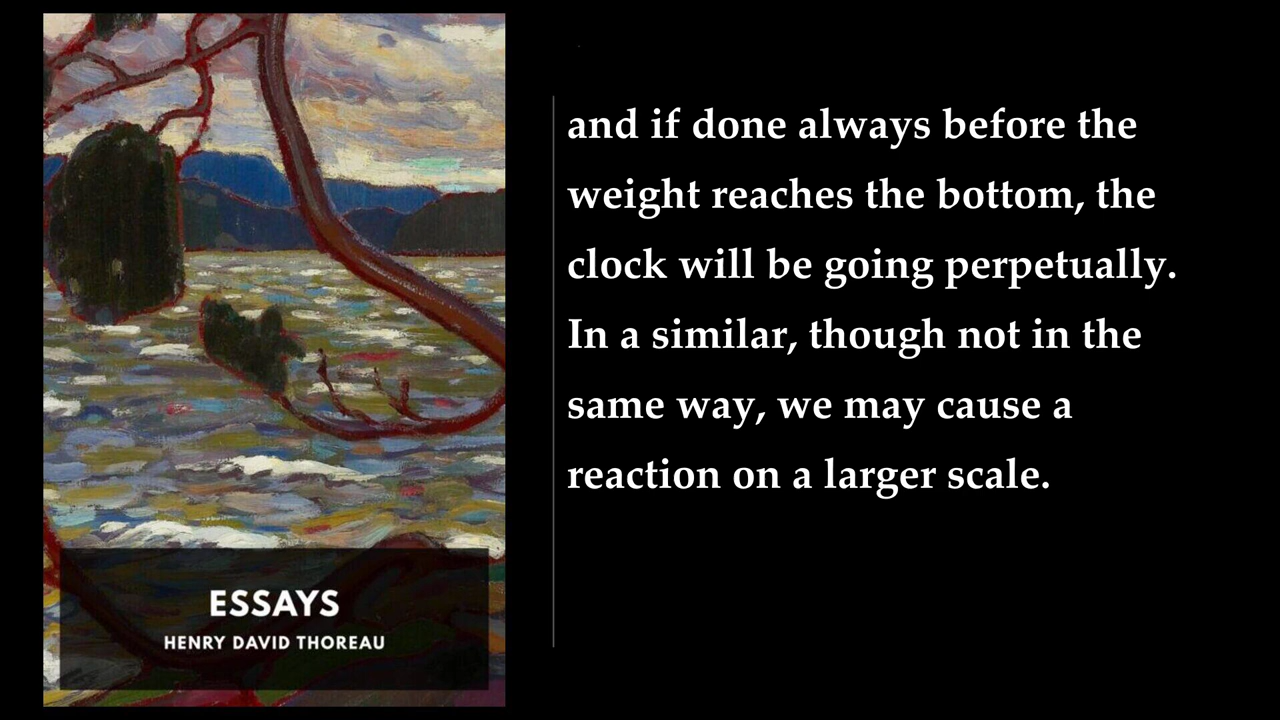 ESSAYS
HENRY DAVID THOREAU
and if done always before the
weight reaches the bottom, the
clock will be going perpetually.
In a similar, though not in the
same way, we may cause a
reaction on a larger scale.